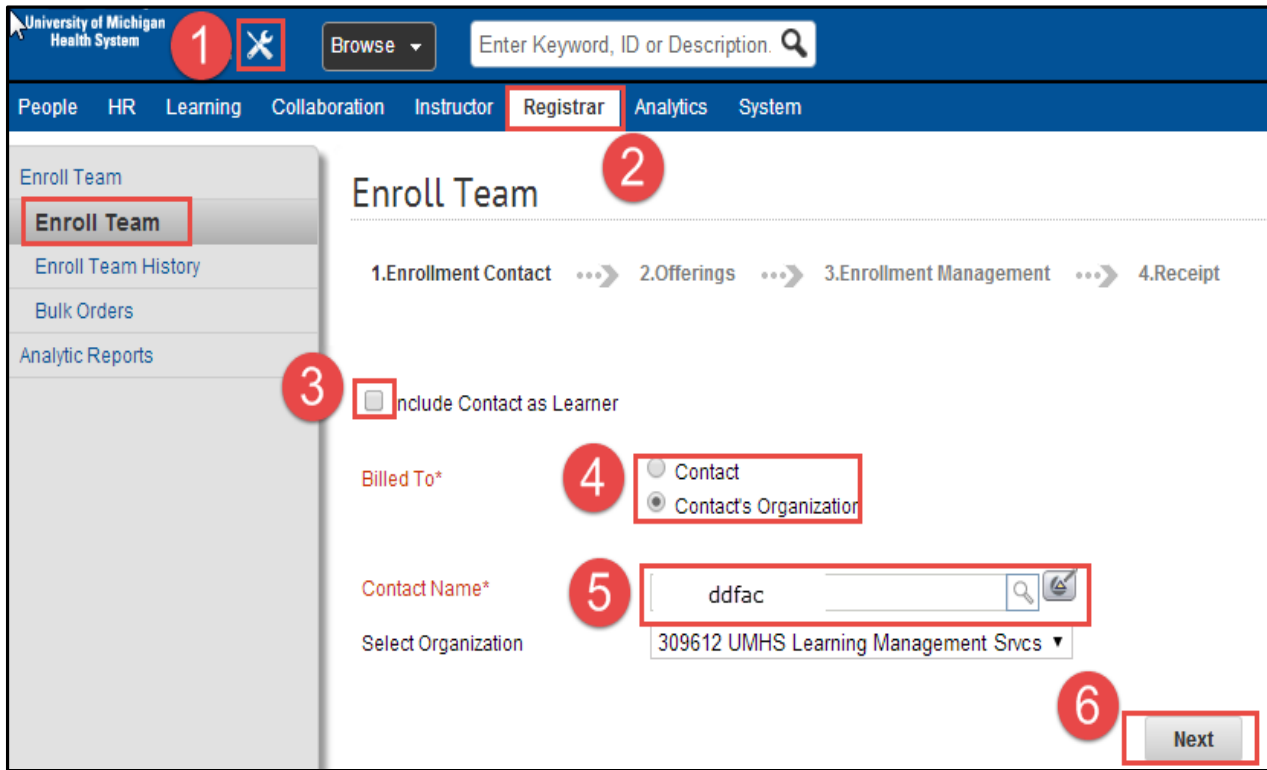 University of Michigan
Health System
1
Browse
Enter Keyword, ID or Description.
People HR Learning Collaboration Instructor Registrar Analytics System
2
Enroll Team
Enroll Team
Enroll Team History
Bulk Orders
Analytic Reports
Enroll Team
1.Enrollment Contact 2.Offerings 3.Enrollment Management 4.Receipt
3
nclude Contact as Learner
Billed To*
4
Contact
Contact's Organization
Contact Name*
5
ddfac
Select Organization
309612 UMHS Learning Management Srvcs
6
Next